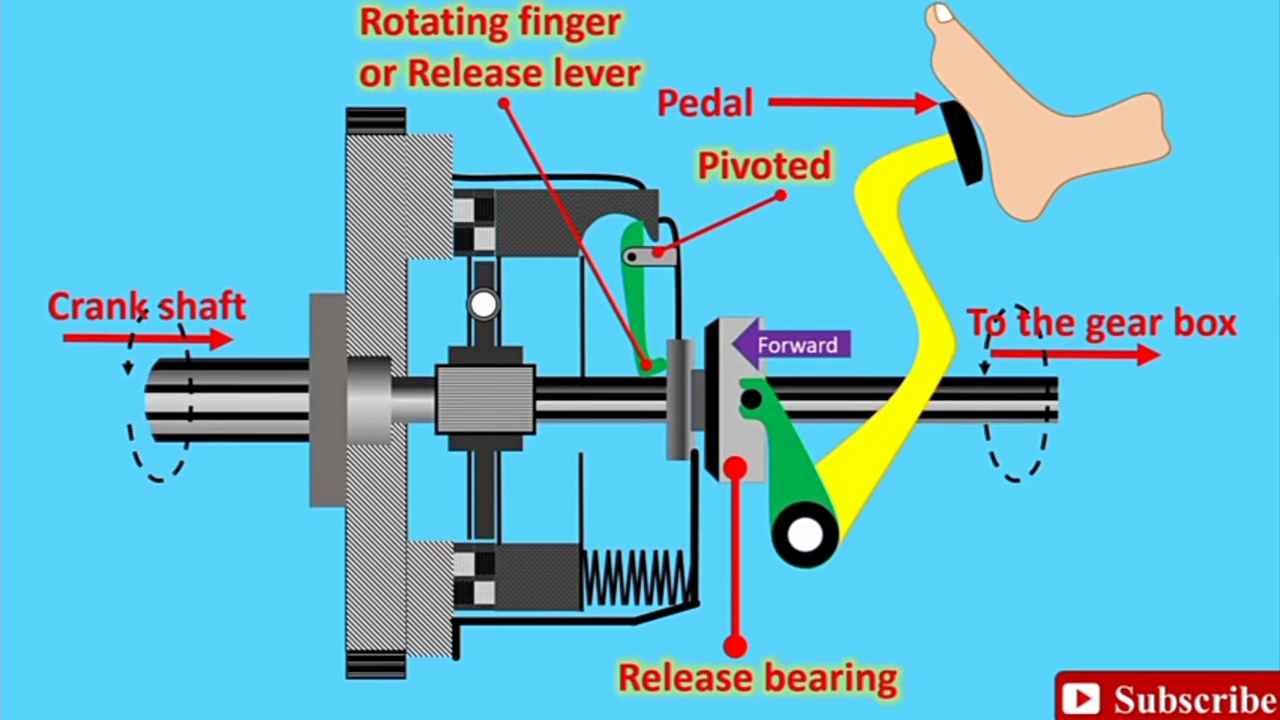 Rotating finger
or Release lever
Pedal
Pivoted
Crank shaft
To the gear box
Forward
Release bearing
Subscribe